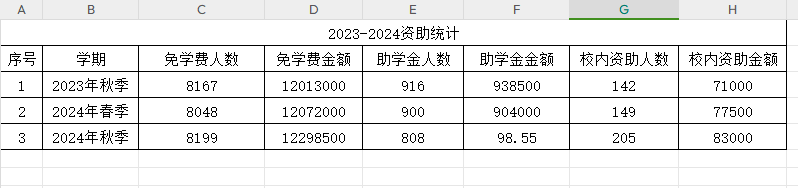 A B C D E F G H
2023-2024资助统计
序号 学期 免学费人数 免学费金额 助学金人数 助学金金额 校内资助人数 校内资助金额
1 2023年秋季 8167 12013000 916 938500 142 71000
2 2024年春季 8048 12072000 900 904000 149 77500
3 2024年秋季 8199 12298500 808 98.55 205 83000